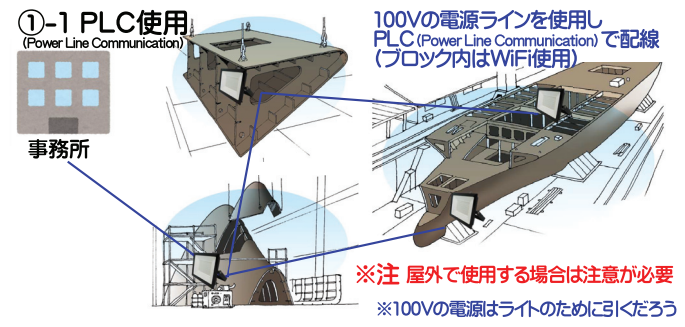 ①-1 PLC使用
(Power Line Communication)
事務所
100Vの電源ラインを使用し
PLC(Power Line Communication)で配線
(ブロック内はWiFi使用)
※注 屋外で使用する場合は注意が必要
※100Vの電源はライトのために引くだろう